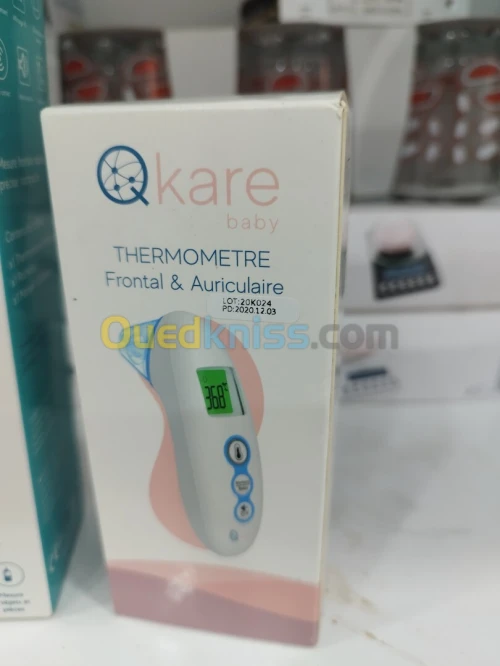 Qkare
baby
THERMOMETRE
Frontal & Auriculaire
LOT:20K024
PD:2020.12.03
Ouedkniss.com
36.8